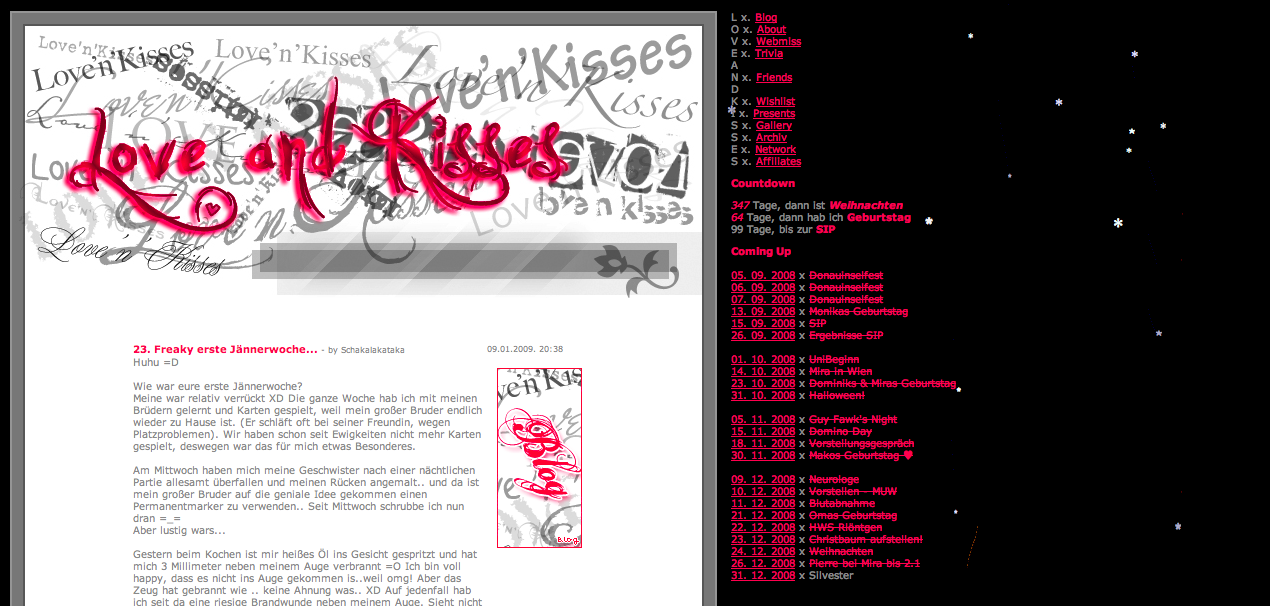 Love'n'Kisses
Love'n'Kisses
Love'n'Kisses
Love'n'Kisses
Love and Kisses
Love'n'Kisses
23. Freaky erste Jännerwoche... - by Schakalakataka
09.01.2009. 20:38
Huhu =D
Wie war eure erste Jännerwoche?
Meine war relativ verrückt XD Die ganze Woche hab ich mit meinen
Brüdern gelernt und Karten gespielt, weil mein großer Bruder endlich
wieder zu Hause ist. (Er schläft oft bei seiner Freundin, wegen
Platzproblemen). Wir haben schon seit Ewigkeiten nicht mehr Karten
gespielt, deswegen war das für mich etwas Besonderes.
Am Mittwoch haben mich meine Geschwister nach einer nächtlichen
Partie allesamt überfallen und meinen Rücken angemalt.. und da ist
mein großer Bruder auf die geniale Idee gekommen einen
Permanentmarker zu verwenden.. Seit Mittwoch schrubbe ich nun
dran =_=
Aber lustig wars...
Gestern beim Kochen ist mir heißes Öl ins Gesicht gespritzt und hat
mich 3 Millimeter neben meinem Auge verbrannt =O Ich bin voll
happy, dass es nicht ins Auge gekommen is..weil omg! Aber das
Zeug hat gebrannt wie .. keine Ahnung was.. XD Auf jedenfall hab
ich seit da eine riesige Brandwunde neben meinem Auge. Sieht nicht
Blog
Blog
L x. Blog
O x. About
V x. Webmiss
E x. Trivia
A
N x. Friends
D
K x. Wishlist
I x. Presents
S x. Gallery
S x. Archiv
E x. Network
S x. Affiliates
Countdown
347 Tage, dann ist Weihnachten
64 Tage, dann hab ich Geburtstag
99 Tage, bis zur SIP
Coming Up
05. 09. 2008 x Donauinselfest
06. 09. 2008 x Donauinselfest
07. 09. 2008 x Donauinselfest
13. 09. 2008 x Monikas Geburtstag
15. 09. 2008 x SIP
26. 09. 2008 x Ergebnisse SIP
01. 10. 2008 x UniBeginn
14. 10. 2008 x Mira in Wien
23. 10. 2008 x Dominiks & Miras Geburtstag
31. 10. 2008 x Halloween!
05. 11. 2008 x Guy Fawk's Night
15. 11. 2008 x Domino Day
18. 11. 2008 x Vorstellungsgespräch
30. 11. 2008 x Makos Geburtstag ♥
09. 12. 2008 x Neurologe
10. 12. 2008 x Vorstellen - MUW
11. 12. 2008 x Blutabnahme
21. 12. 2008 x Omas Geburtstag
22. 12. 2008 x HWS Röntgen
23. 12. 2008 x Christbaum aufstellen!
24. 12. 2008 x Weihnachten
26. 12. 2008 x Pierre bei Mira bis 2.1
31. 12. 2008 x Silvester